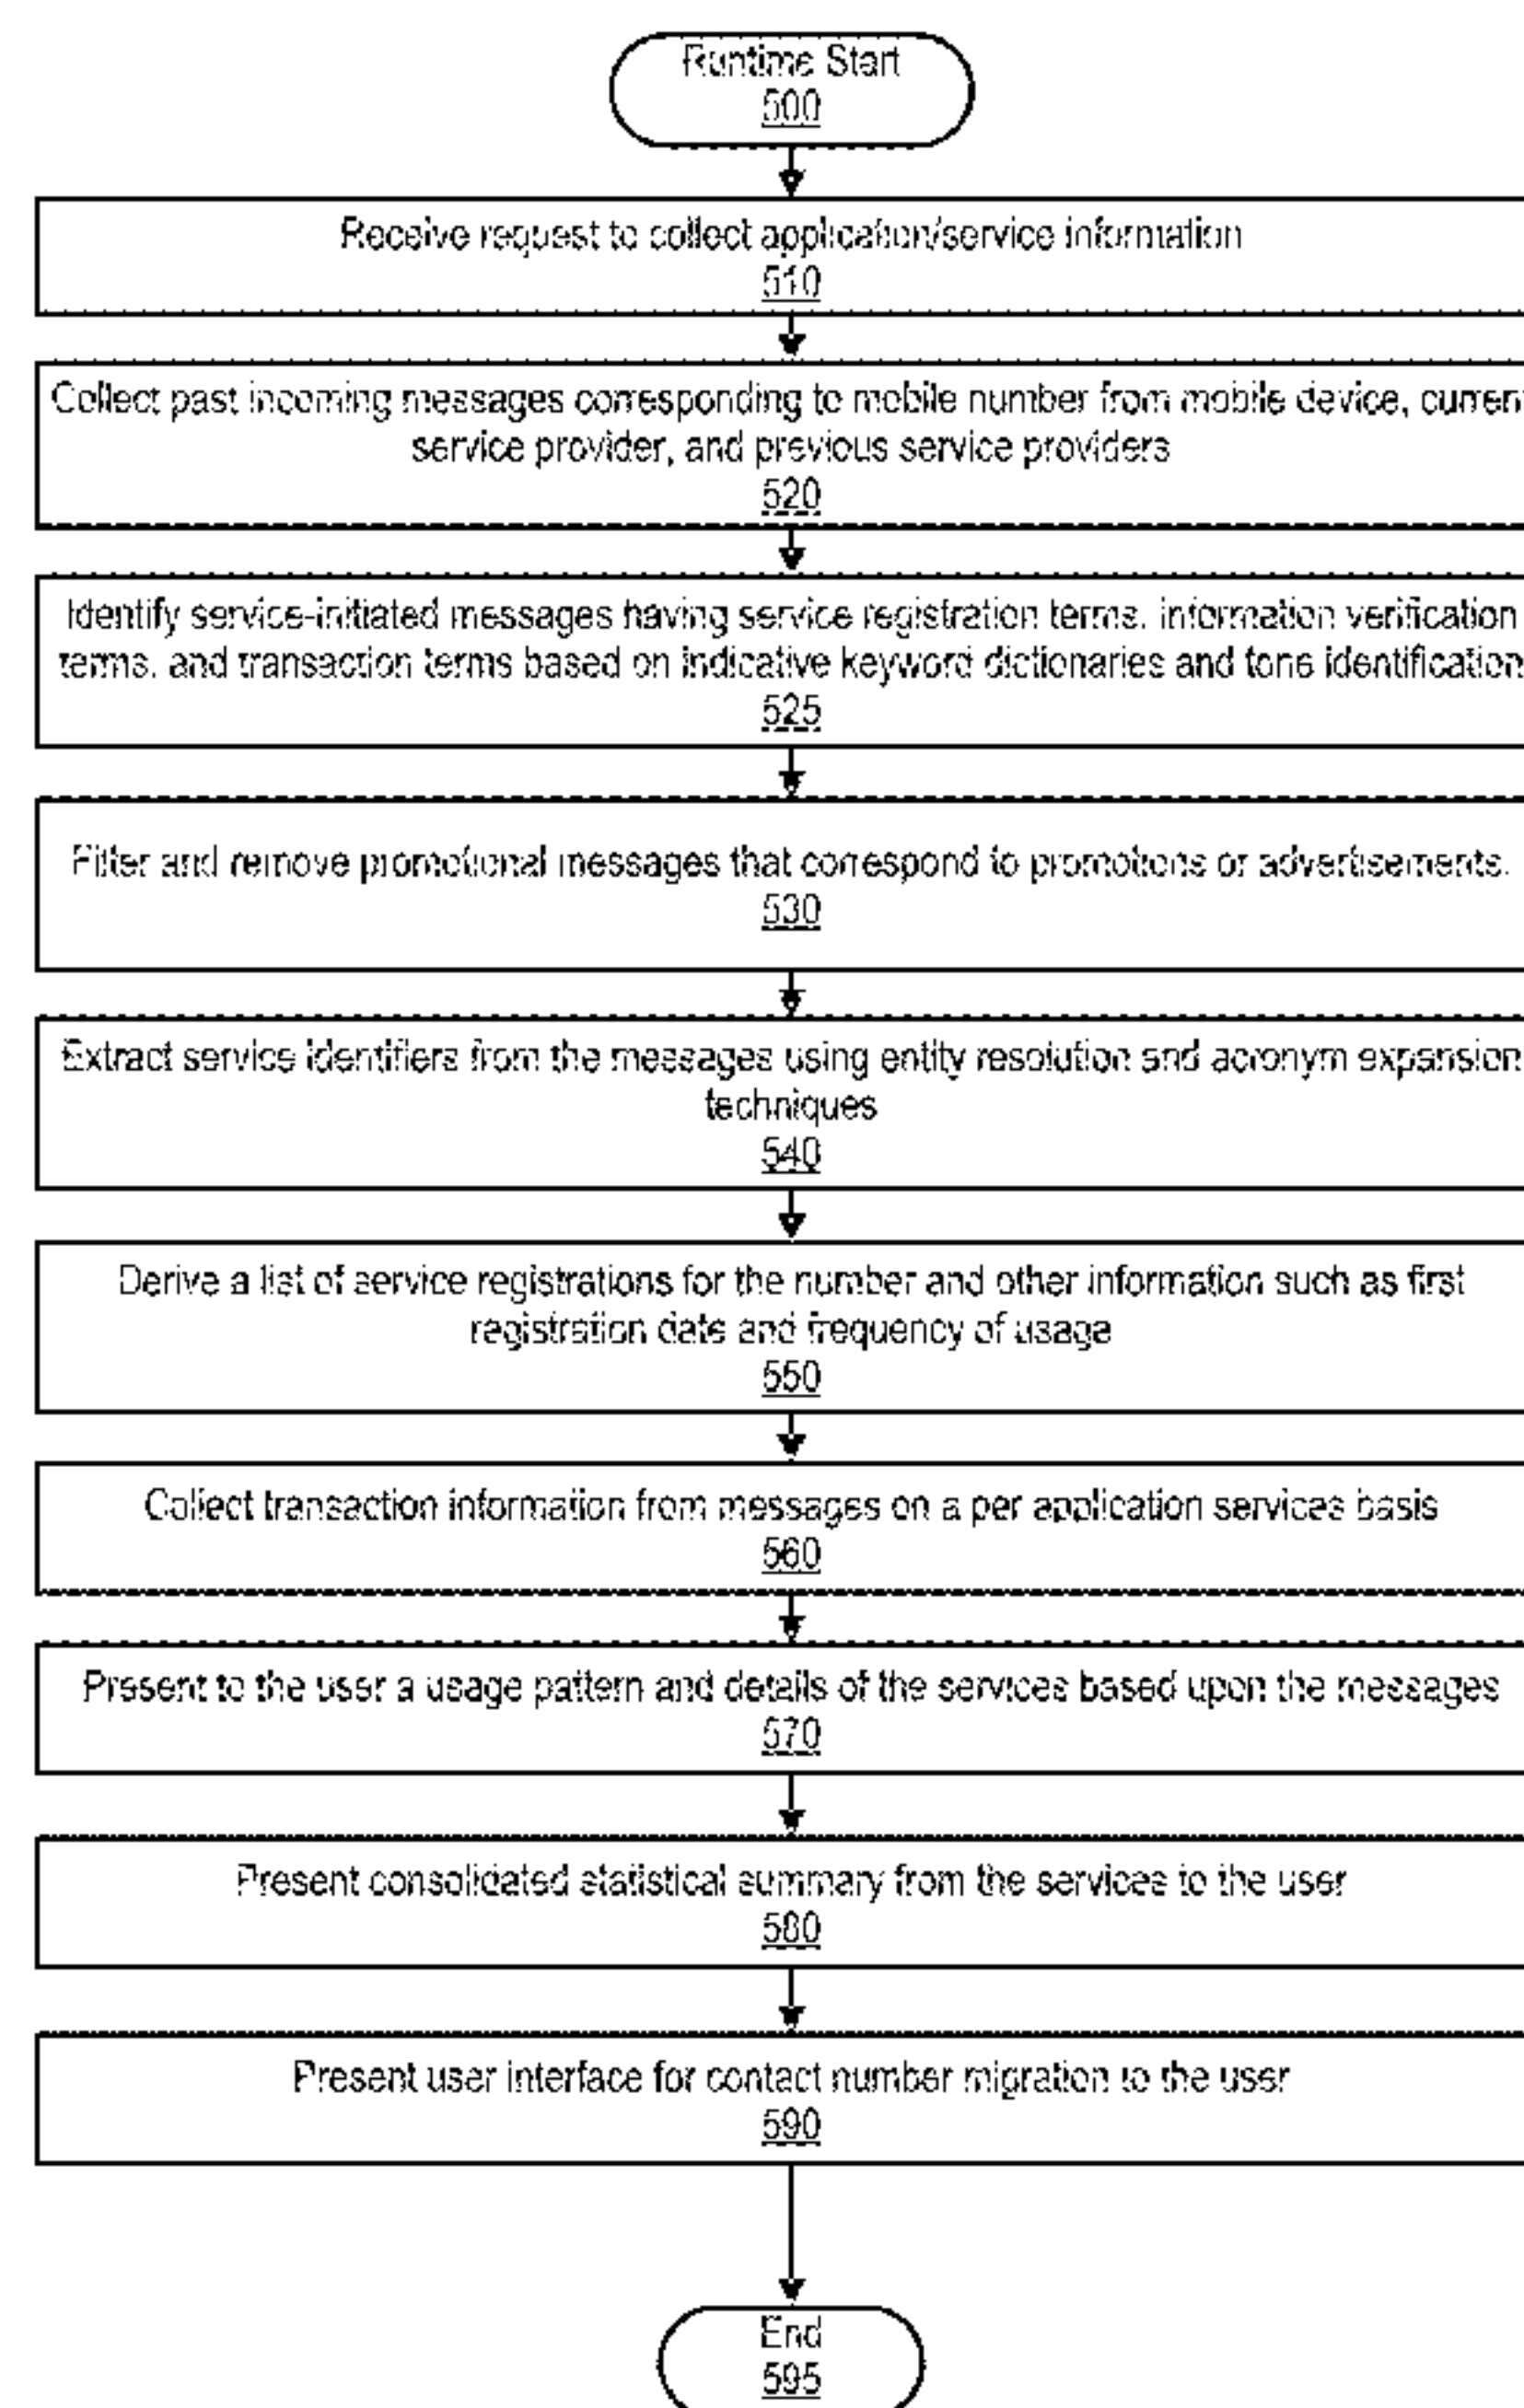 Runtime Start
500
Receive request to collect application/service information
510
Collect past incoming messages corresponding to mobile number from mobile device, curren
service provider, and previous service providers
520
Identify service-initiated messages having service registration terms, information verification
terms, and transaction terms based on indicative keyword dictionaries and tone identification
525
Filter and remove promotional messages that correspond to promotions or advertisements.
530
Extract service identifiers from the messages using entity resolution and acronym expansion
techniques
540
Derive a list of service registrations for the number and other information such as first
registration date and frequency of usage
550
Collect transaction information from messages on a per application services basis
560
Present to the user a usage pattern and details of the services based upon the messages
570
Present consolidated statistical summary from the services to the user
580
Present user interface for contact number migration to the user
590
End
595